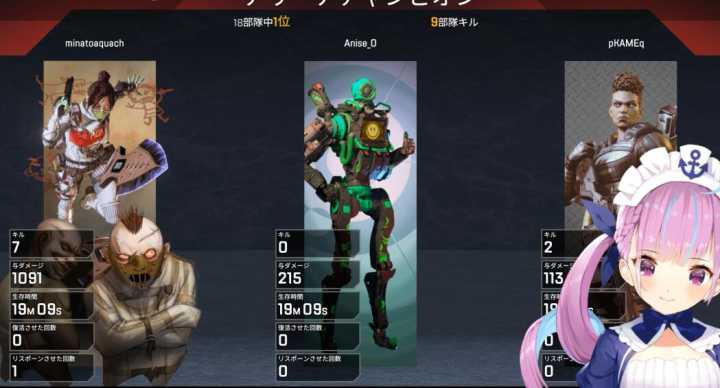 18部隊中1位
9部隊キル
minatoaquach
Anise_0
pKAMEq
キル
7
与ダメージ
1091
生存時間
19M 09S
復活させた回数
0
リスポーンさせた回数
1
キル
0
与ダメージ
215
生存時間
19M 09S
復活させた回数
0
リスポーンさせた回数
0
キル
2
与ダメージ
113
0
0